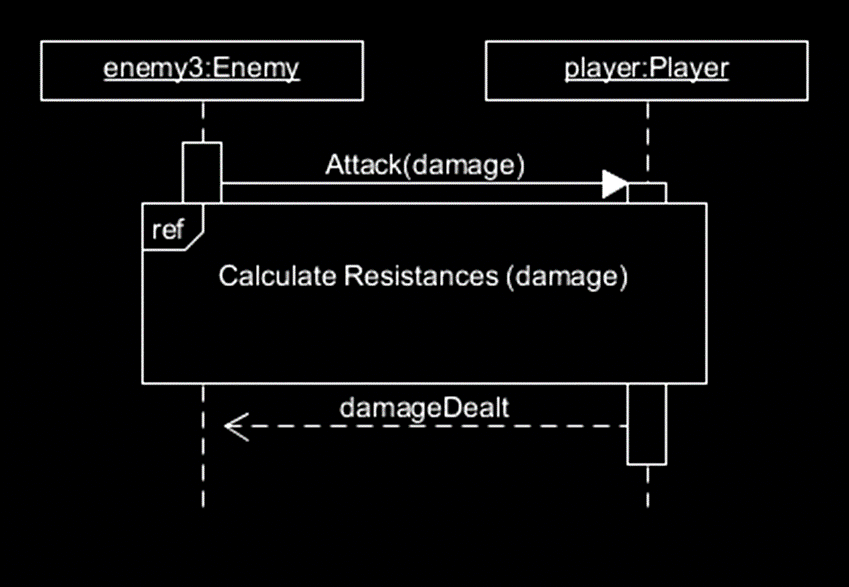 enemy3:Enemy
player:Player
Attack(damage)
ref
Calculate Resistances (damage)
damageDealt